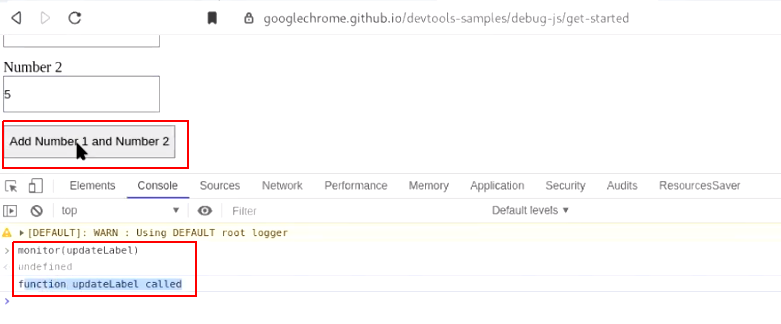 googlechrome.github.io/devtools-samples/debug-js/get-started
Number 2
5
Add Number 1 and Number 2
Elements Console Sources Network Performance Memory Application Security Audits ResourcesSaver
top Filter Default levels
[DEFAULT]: WARN : Using DEFAULT root logger
monitor(updateLabel)
undefined
function updateLabel called